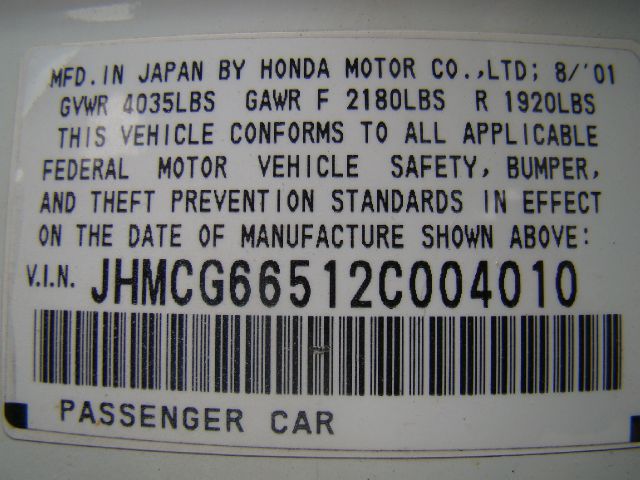 MFD. IN JAPAN BY HONDA MOTOR CO.,LTD; 8/'01
GVWR 4035LBS GAWR F 2180LBS R 1920LBS
THIS VEHICLE CONFORMS TO ALL APPLICABLE
FEDERAL MOTOR VEHICLE SAFETY, BUMPER,
AND THEFT PREVENTION STANDARDS IN EFFECT
ON THE DATE OF MANUFACTURE SHOWN ABOVE:
V.I.N. JHMCG66512C004010
PASSENGER CAR